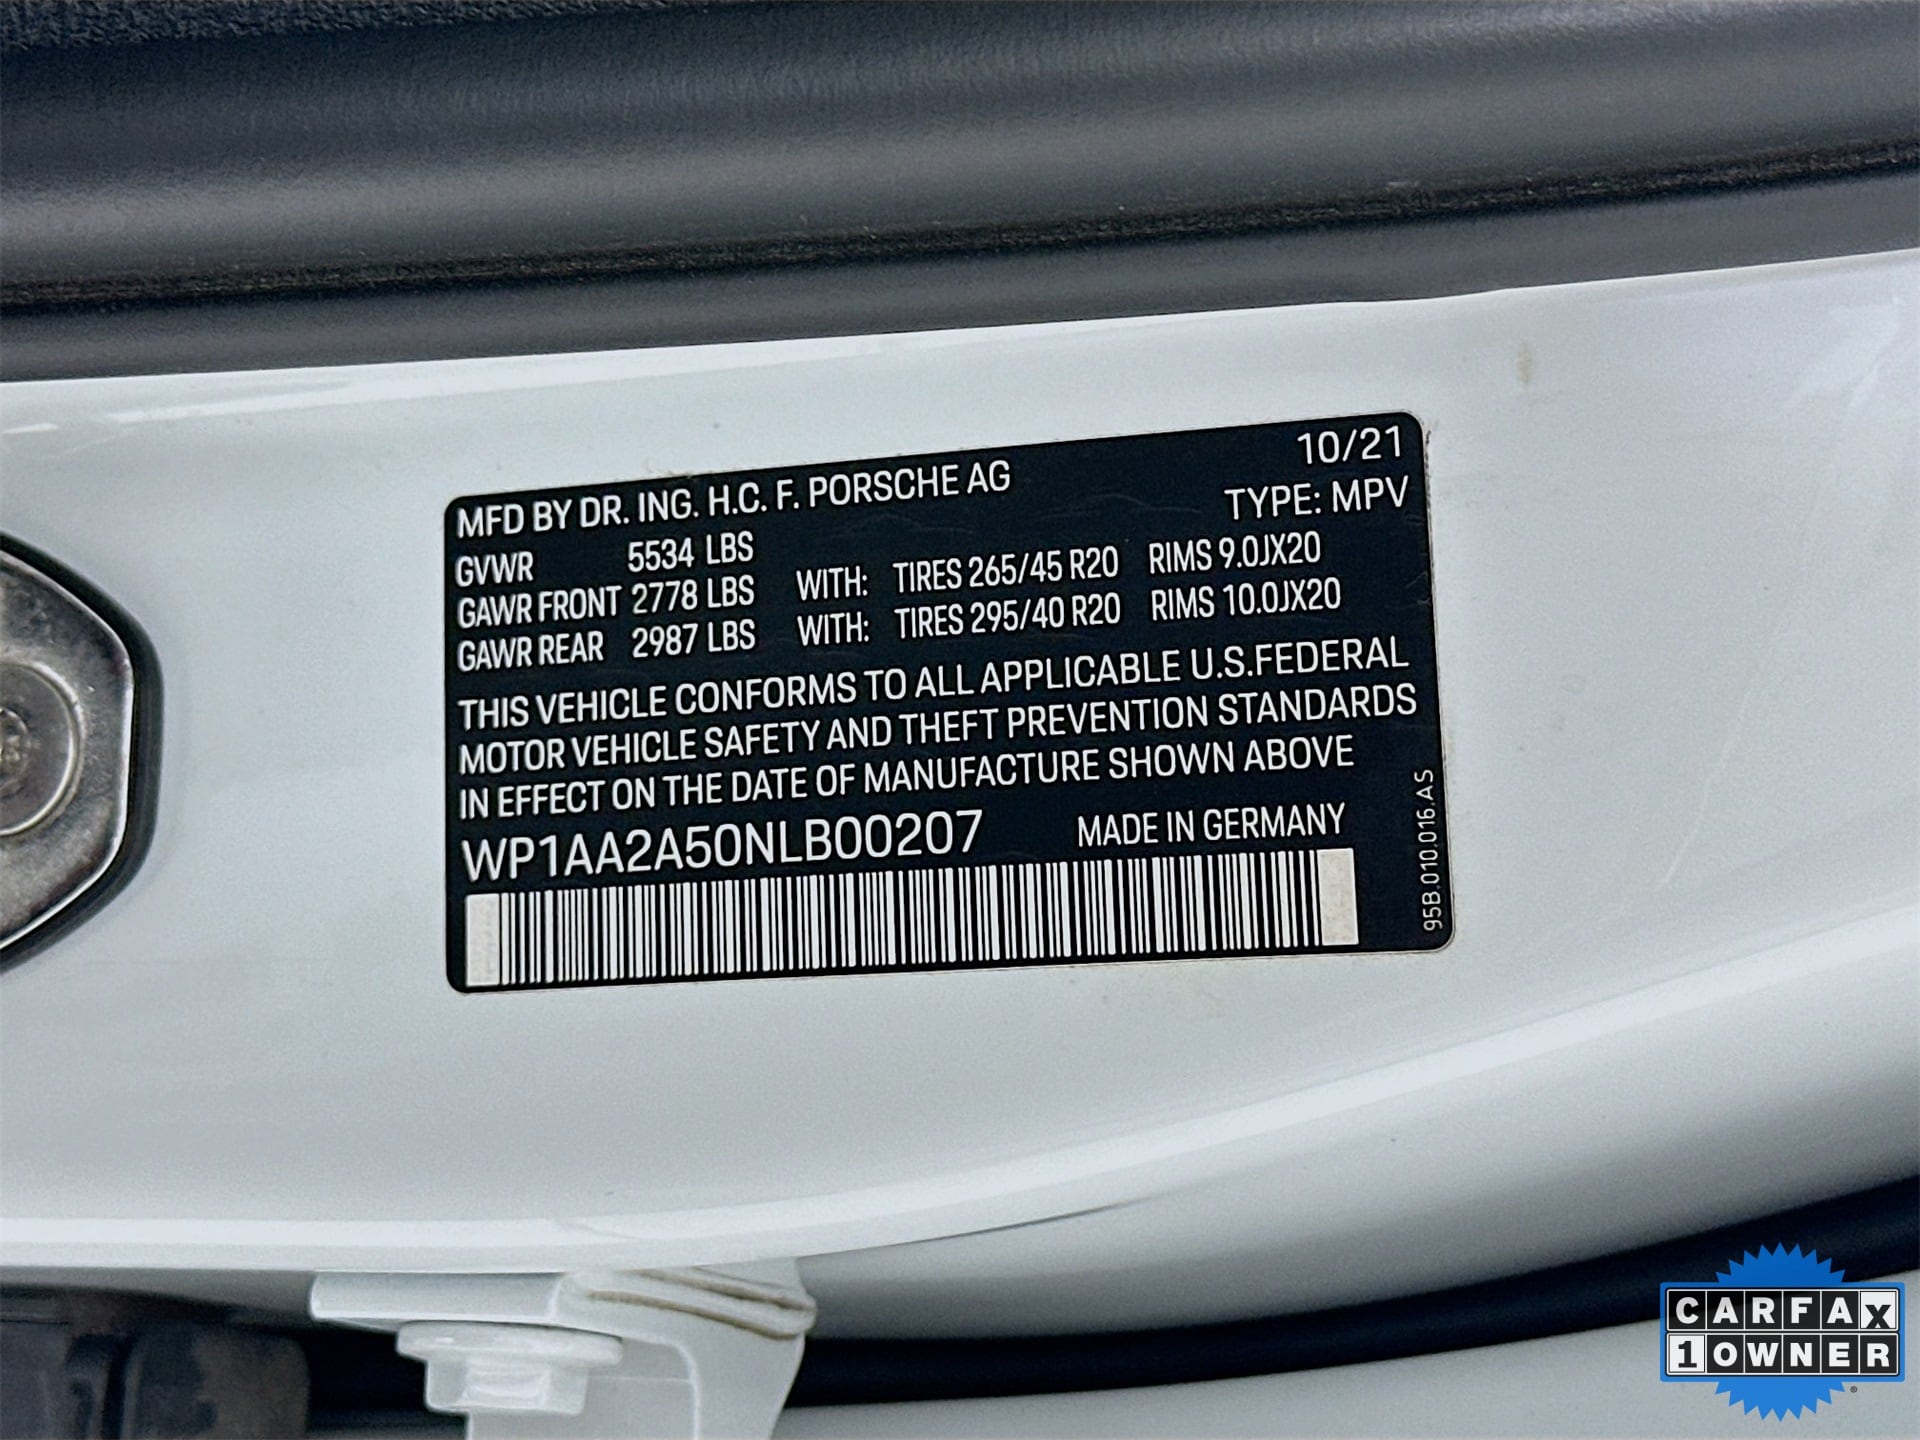 10/21
MFD BY DR. ING. H.C. F. PORSCHE AG
TYPE: MPV
GVWR 5534 LBS
GAWR FRONT 2778 LBS WITH: TIRES 265/45 R20 RIMS 9.0JX20
GAWR REAR 2987 LBS WITH: TIRES 295/40 R20 RIMS 10.0JX20
THIS VEHICLE CONFORMS TO ALL APPLICABLE U.S.FEDERAL
MOTOR VEHICLE SAFETY AND THEFT PREVENTION STANDARDS
IN EFFECT ON THE DATE OF MANUFACTURE SHOWN ABOVE
WP1AA2A50NLB00207 MADE IN GERMANY
95B.010.016.AS
CARFAX
1 OWNER
®